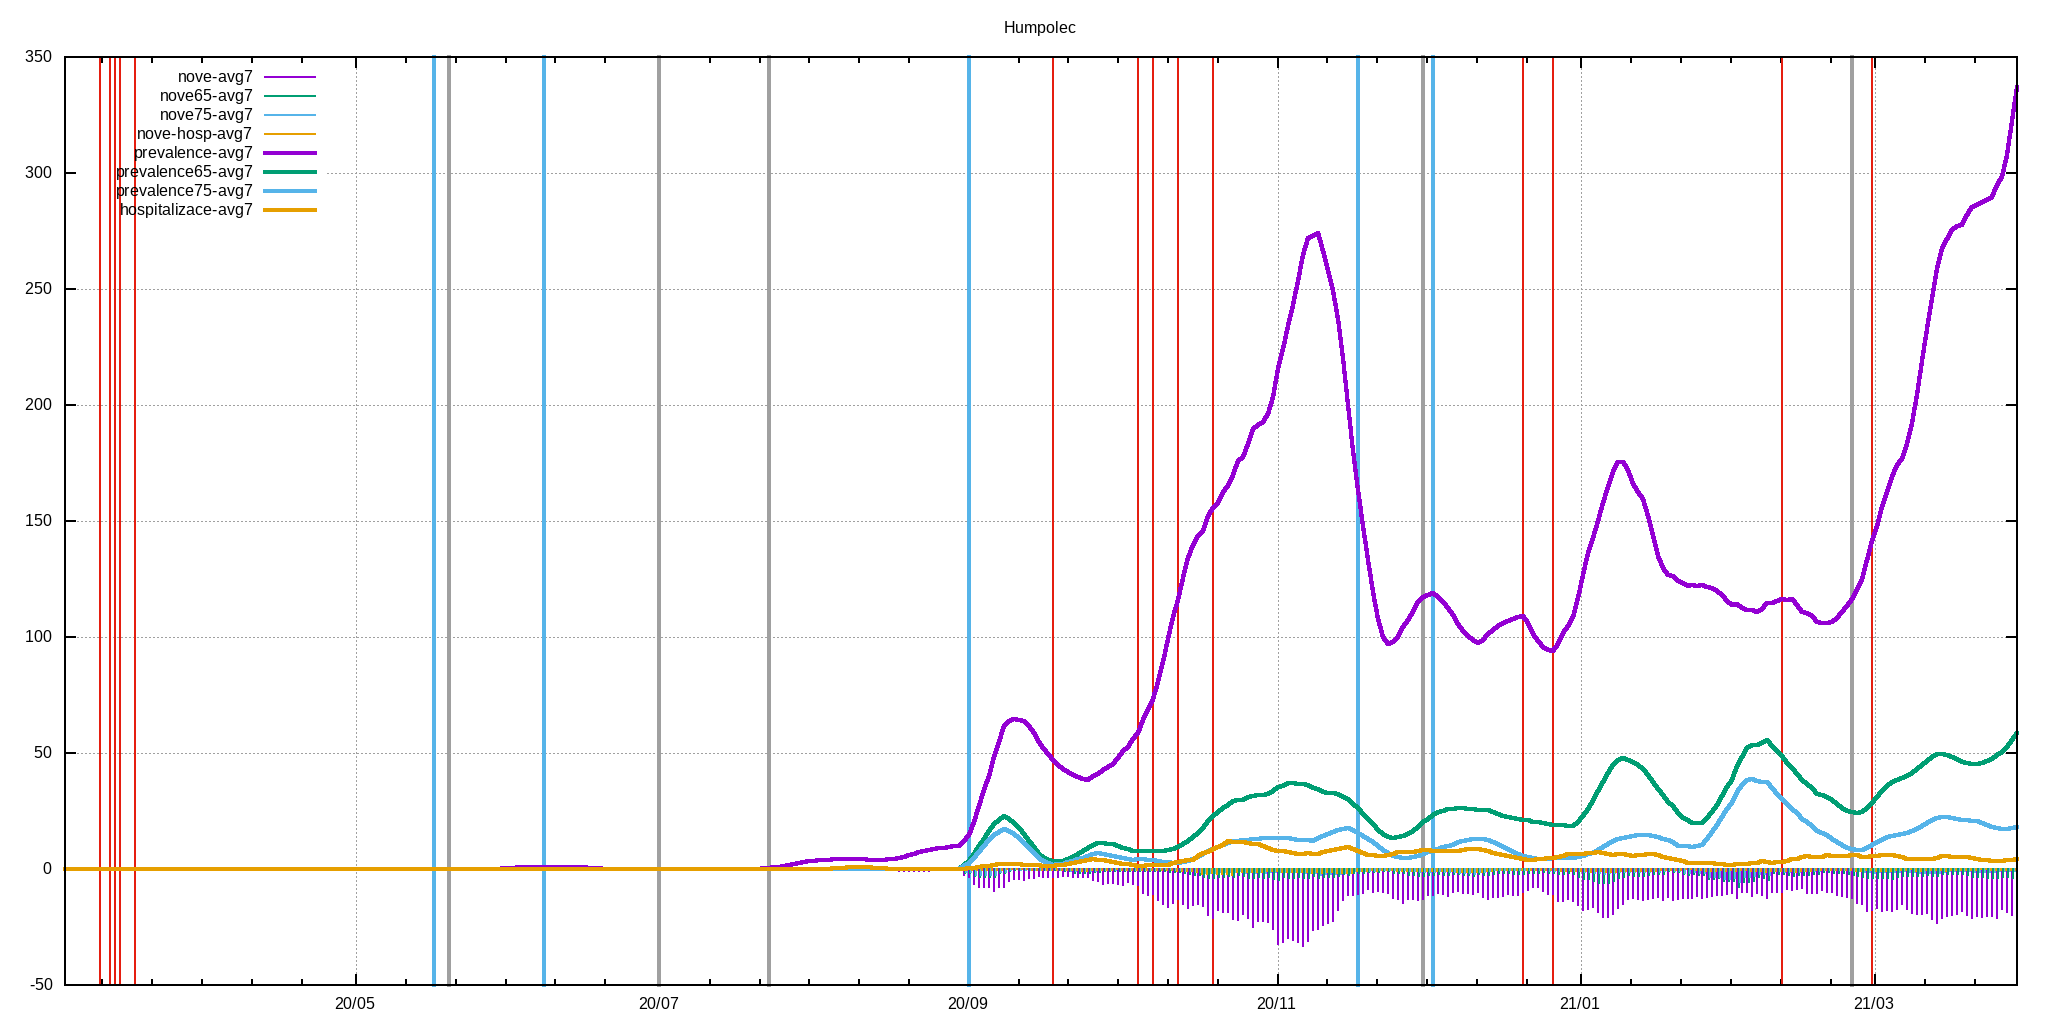 Humpolec
350
300
250
200
150
100
50
0
-50
nove-avg7
nove65-avg7
nove75-avg7
nove-hosp-avg7
prevalence-avg7
prevalence65-avg7
prevalence75-avg7
hospitalizace-avg7
20/05 20/07 20/09 20/11 21/01 21/03